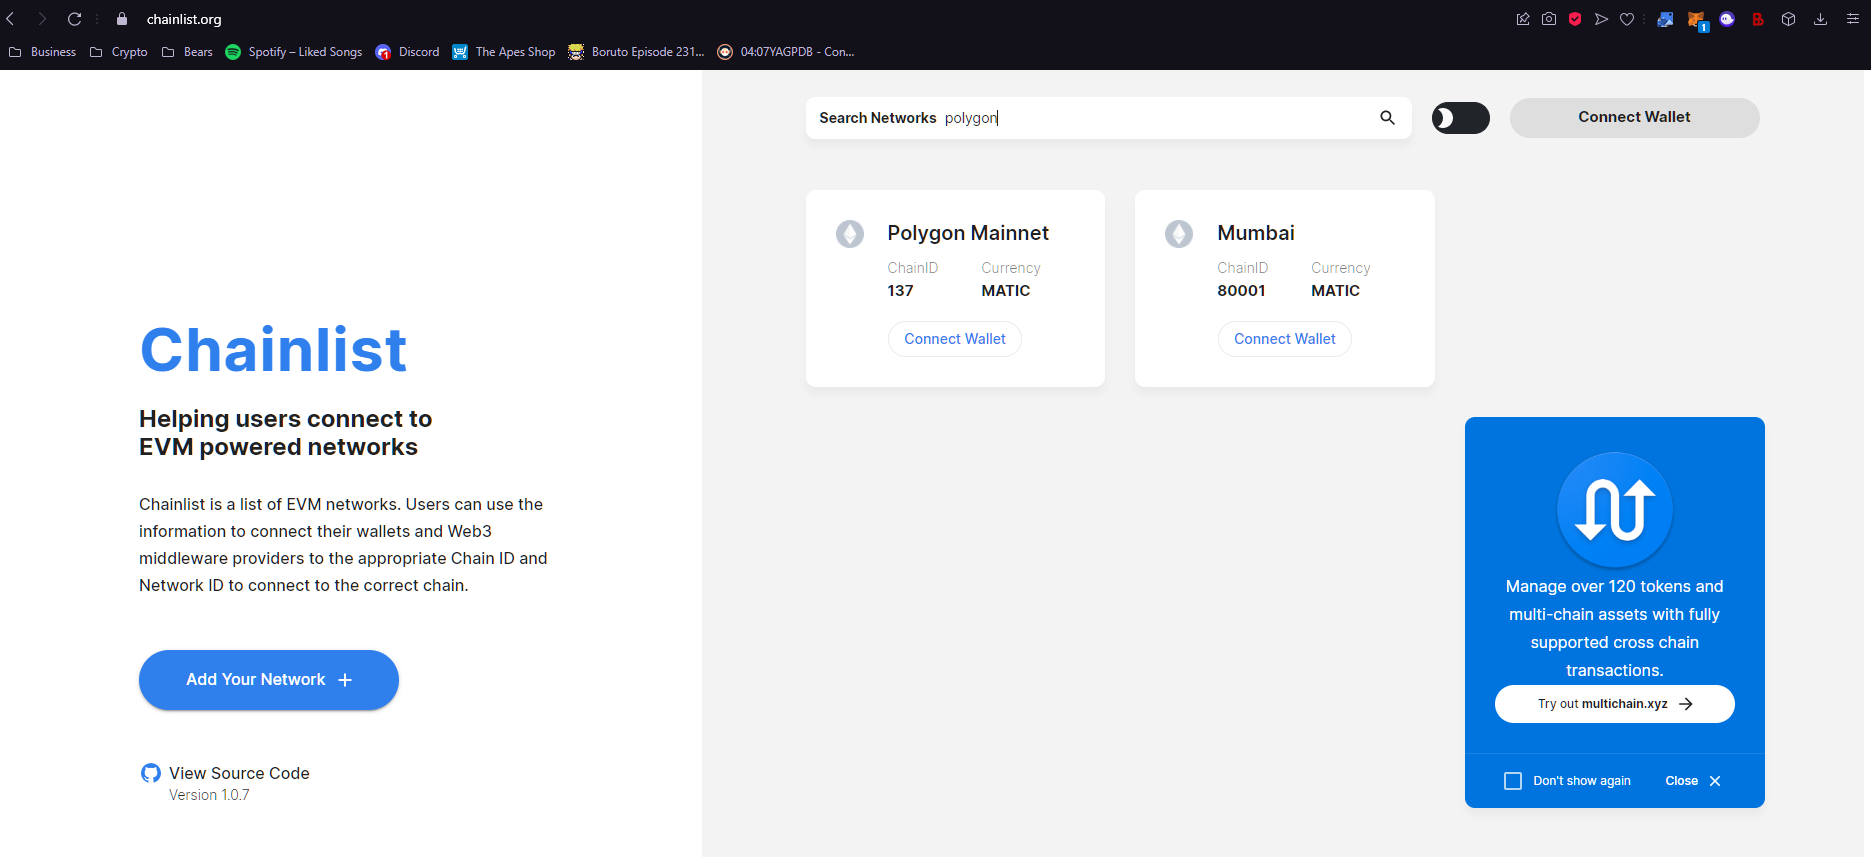 chainlist.org
1
Business Crypto Bears Spotify – Liked Songs 1 Discord The Apes Shop Boruto Episode 231... 04:07YAGPDB - Con...
Search Networks polygon
Connect Wallet
Polygon Mainnet
ChainID Currency
137 MATIC
Connect Wallet
Mumbai
ChainID Currency
80001 MATIC
Connect Wallet
Chainlist
Helping users connect to
EVM powered networks
Chainlist is a list of EVM networks. Users can use the
information to connect their wallets and Web3
middleware providers to the appropriate Chain ID and
Network ID to connect to the correct chain.
Add Your Network +
View Source Code
Version 1.0.7
Manage over 120 tokens and
multi-chain assets with fully
supported cross chain
transactions.
Try out multichain.xyz
Don't show again Close